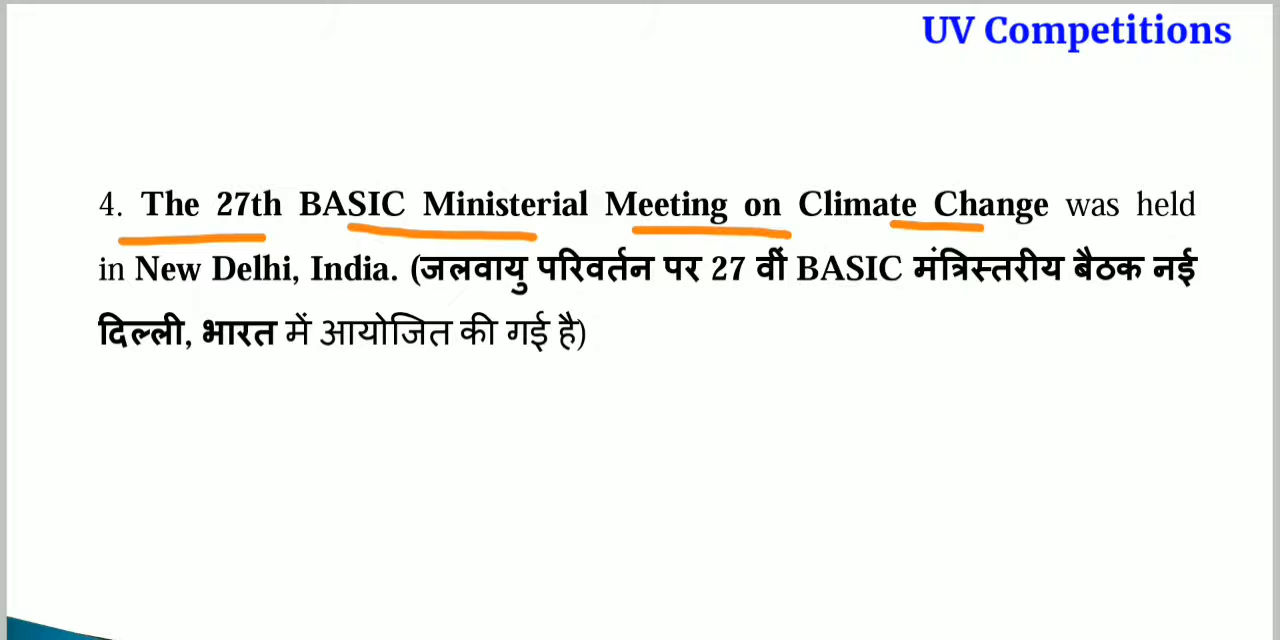 UV Competitions
4. The 27th BASIC Ministerial Meeting on Climate Change was held
in New Delhi, India. (जलवायु परिवर्तन पर 27 वीं BASIC मंत्रिस्तरीय बैठक नई
दिल्ली, भारत में आयोजित की गई है)